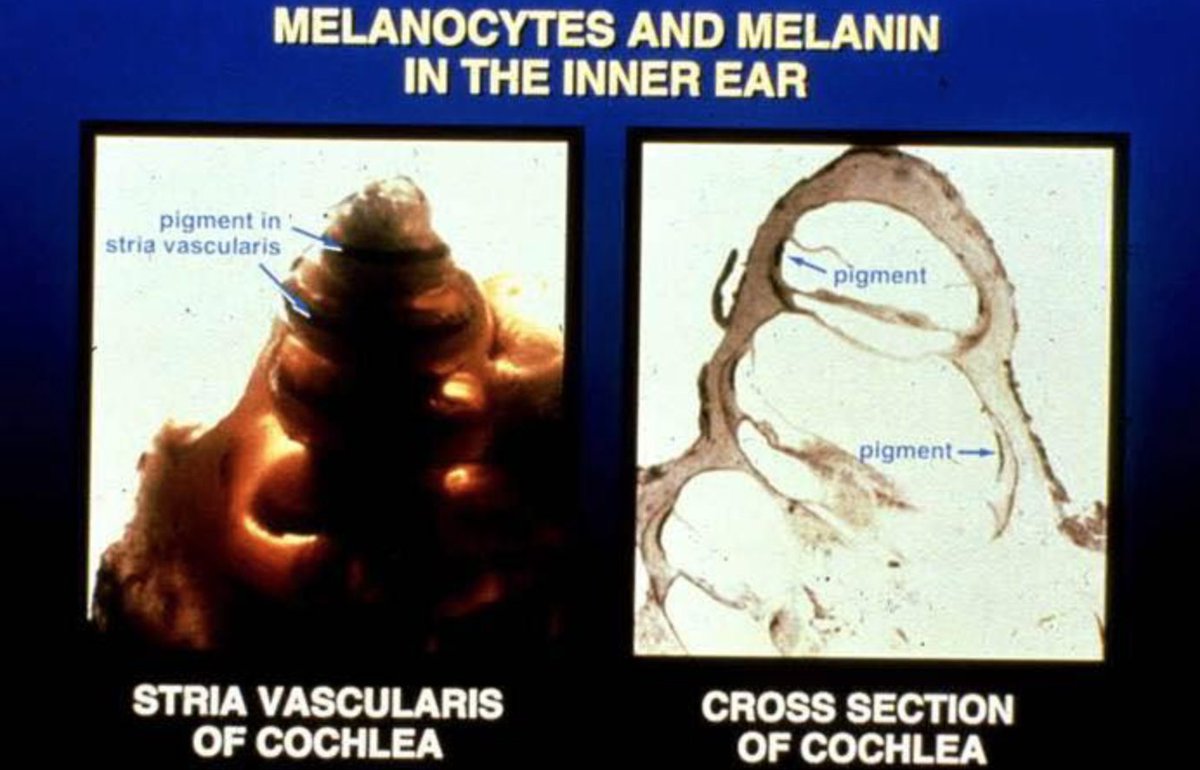 MELANOCYTES AND MELANIN
IN THE INNER EAR
pigment in
stria vascularis
pigment
pigment
STRIA VASCULARIS
OF COCHLEA
CROSS SECTION
OF COCHLEA